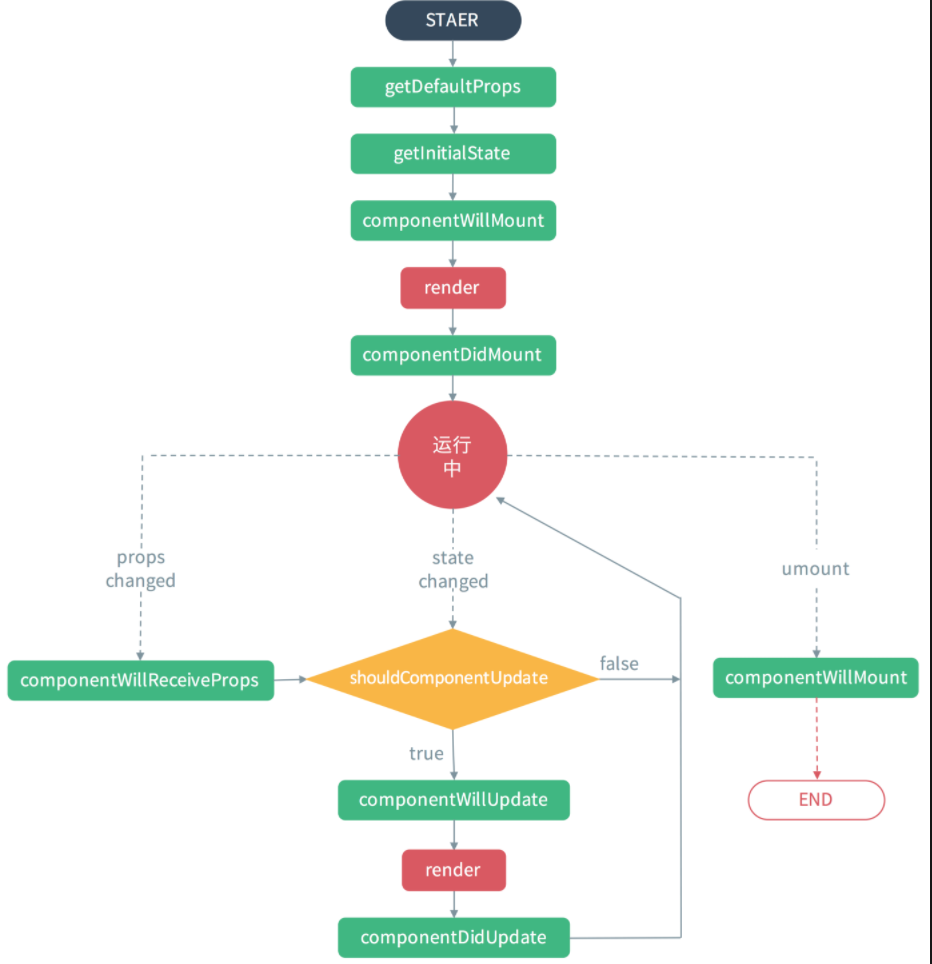 STAER
getDefaultProps
getInitialState
componentWillMount
render
componentDidMount
运行
中
props
changed
state
changed
umount
componentWillReceiveProps
shouldComponentUpdate
false
componentWillMount
true
componentWillUpdate
END
render
componentDidUpdate